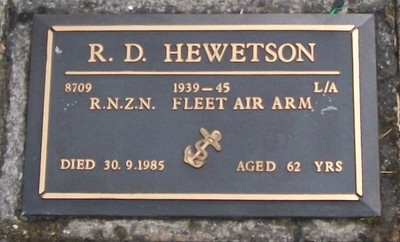 R. D. HEWETSON
8709 1939-45 L/A
R.N.Z.N. FLEET AIR ARM
DIED 30.9.1985 AGED 62 YRS